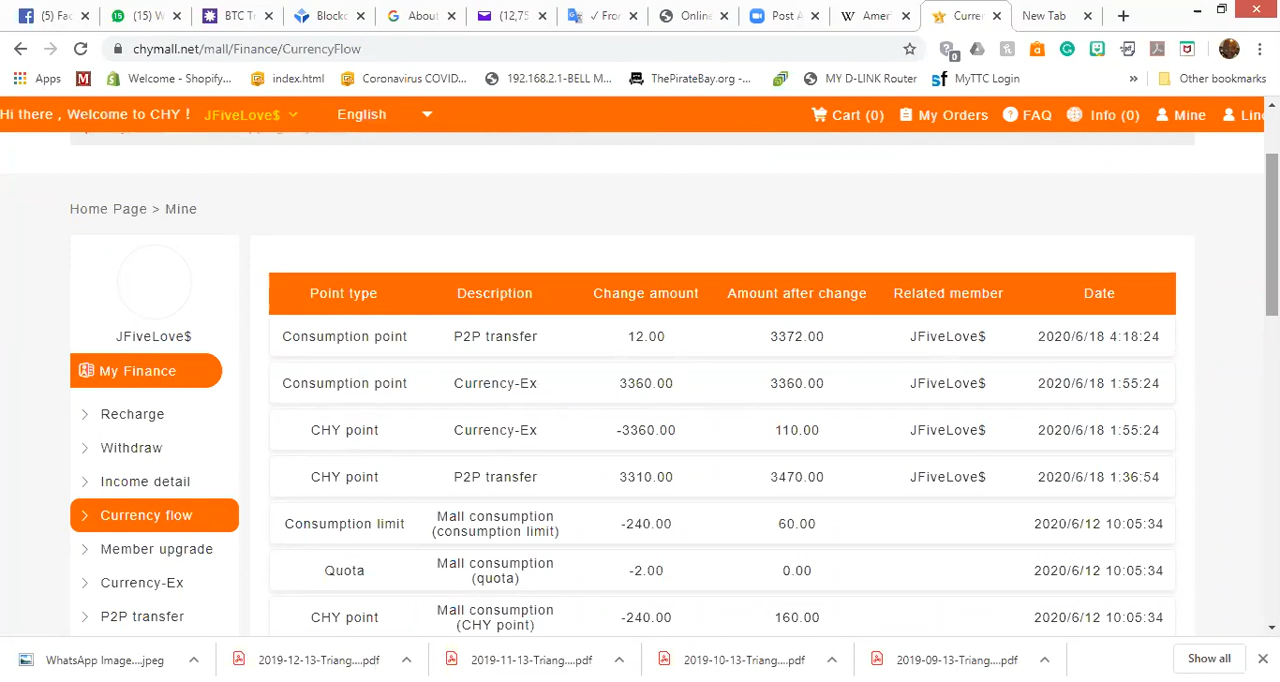 (5) Fac
(15) W
BTC Tr
Blockc
About
(12,75
✓ Fron
Online
Post A
W Amer
Curren
New Tab
chymall.net/mall/Finance/CurrencyFlow
Apps
Welcome - Shopify...
index.html
Coronavirus COVID...
192.168.2.1-BELL M...
ThePirateBay.org-...
MY D-LINK Router
sf MyTTC Login
»
Other bookmarks
Hi there , Welcome to CHY !
JFiveLove$
English
Cart (0)
My Orders
FAQ
Info (0)
Mine
Line
Home Page > Mine
JFiveLove$
My Finance
Recharge
Withdraw
Income detail
Currency flow
Member upgrade
Currency-Ex
P2P transfer
Point type Description Change amount Amount after change Related member Date
Consumption point P2P transfer 12.00 3372.00 JFiveLove$ 2020/6/18 4:18:24
Consumption point Currency-Ex 3360.00 3360.00 JFiveLove$ 2020/6/18 1:55:24
CHY point Currency-Ex -3360.00 110.00 JFiveLove$ 2020/6/18 1:55:24
CHY point P2P transfer 3310.00 3470.00 JFiveLove$ 2020/6/18 1:36:54
Consumption limit Mall consumption (consumption limit) -240.00 60.00 2020/6/12 10:05:34
Quota Mall consumption (quota) -2.00 0.00 2020/6/12 10:05:34
CHY point Mall consumption (CHY point) -240.00 160.00 2020/6/12 10:05:34
WhatsApp Image....jpeg
2019-12-13-Triang....pdf
2019-11-13-Triang....pdf
2019-10-13-Triang....pdf
2019-09-13-Triang....pdf
Show all